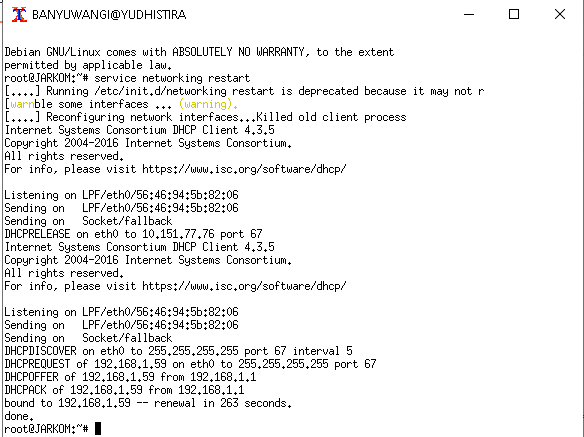 BANYUWANGI@YUDHISTIRA
Debian GNU/Linux comes with ABSOLUTELY NO WARRANTY, to the extent
permitted by applicable law.
root@JARKOM:~# service networking restart
[....] Running /etc/init.d/networking restart is deprecated because it may not r
[warnble some interfaces ... (warning).
[....] Reconfiguring network interfaces...Killed old client process
Internet Systems Consortium DHCP Client 4.3.5
Copyright 2004-2016 Internet Systems Consortium.
All rights reserved.
For info, please visit https://www.isc.org/software/dhcp/
Listening on LPF/eth0/56:46:94:5b:82:06
Sending on   LPF/eth0/56:46:94:5b:82:06
Sending on   Socket/fallback
DHCPRELEASE on eth0 to 10.151.77.76 port 67
Internet Systems Consortium DHCP Client 4.3.5
Copyright 2004-2016 Internet Systems Consortium.
All rights reserved.
For info, please visit https://www.isc.org/software/dhcp/
Listening on LPF/eth0/56:46:94:5b:82:06
Sending on   LPF/eth0/56:46:94:5b:82:06
Sending on   Socket/fallback
DHCPDISCOVER on eth0 to 255.255.255.255 port 67 interval 5
DHCPREQUEST of 192.168.1.59 on eth0 to 255.255.255.255 port 67
DHCPOFFER of 192.168.1.59 from 192.168.1.1
DHCPACK of 192.168.1.59 from 192.168.1.1
bound to 192.168.1.59 -- renewal in 263 seconds.
done.
root@JARKOM:~#